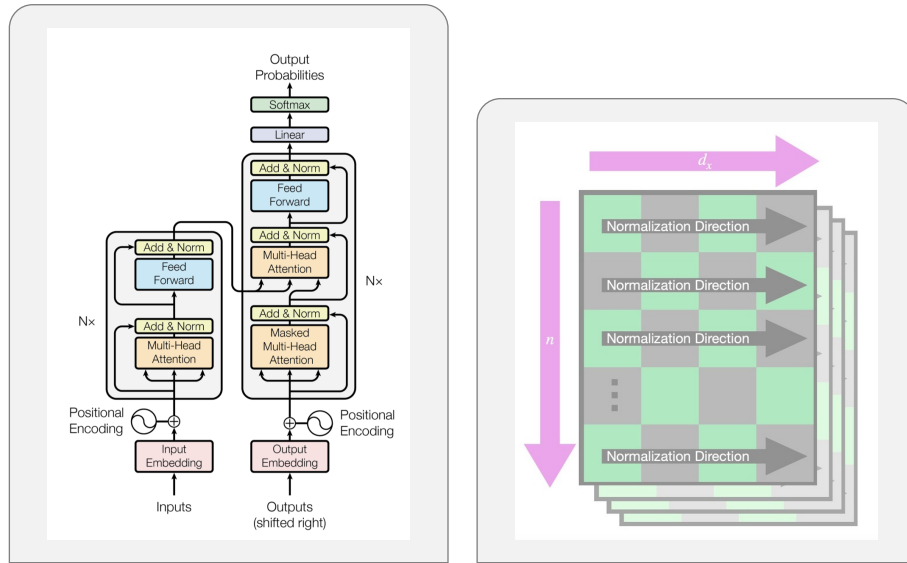 Output
Probabilities
Softmax
Linear
Add & Norm
Feed
Forward
Add & Norm
Multi-Head
Attention
Add & Norm
Masked
Multi-Head
Attention
N×
Add & Norm
Feed
Forward
N×
Add & Norm
Multi-Head
Attention
Positional
Encoding
Positional
Encoding
Input
Embedding
Output
Embedding
Inputs
Outputs
(shifted right)
dₓ
n
Normalization Direction
Normalization Direction
Normalization Direction
Normalization Direction